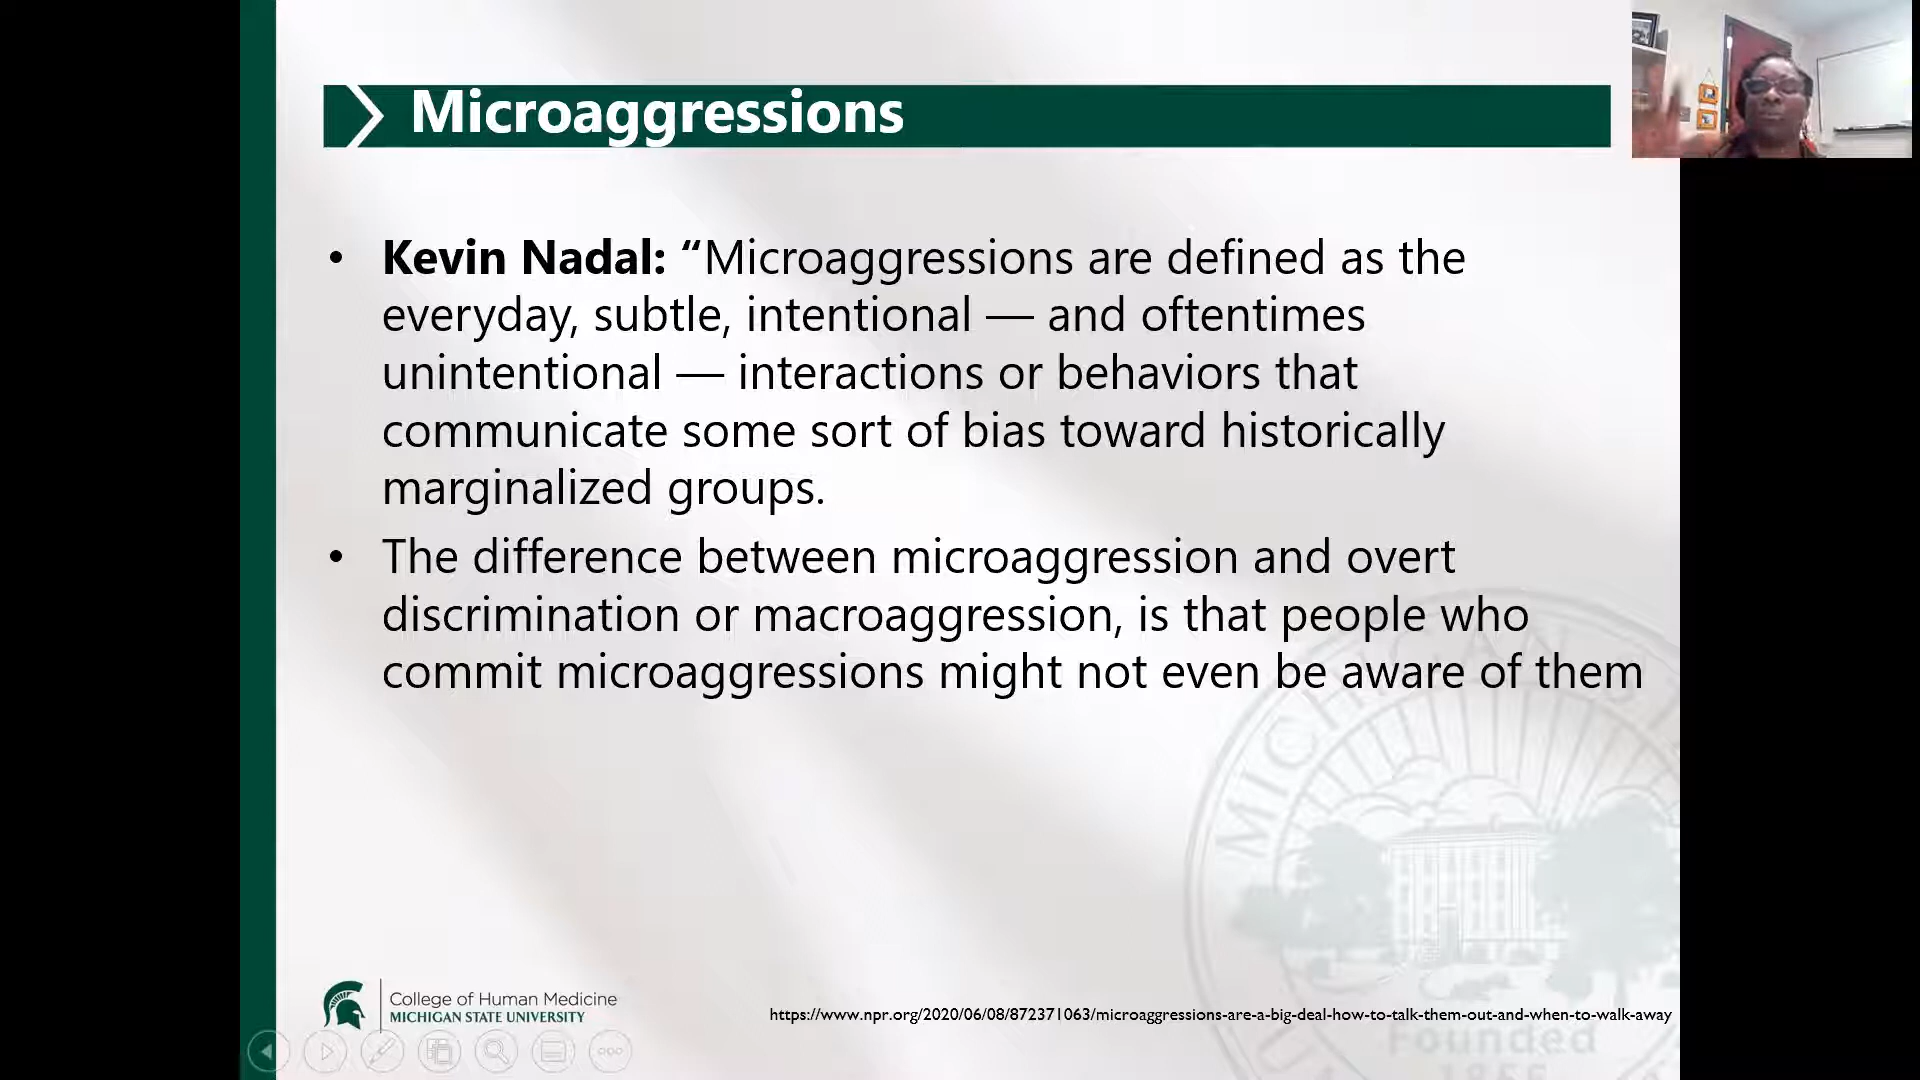 Microaggressions
• Kevin Nadal: “Microaggressions are defined as the
everyday, subtle, intentional — and oftentimes
unintentional — interactions or behaviors that
communicate some sort of bias toward historically
marginalized groups.
• The difference between microaggression and overt
discrimination or macroaggression, is that people who
commit microaggressions might not even be aware of them
College of Human Medicine
MICHIGAN STATE UNIVERSITY
https://www.npr.org/2020/06/08/872371063/microaggressions-are-a-big-deal-how-to-talk-them-out-and-when-to-walk-away
Founded